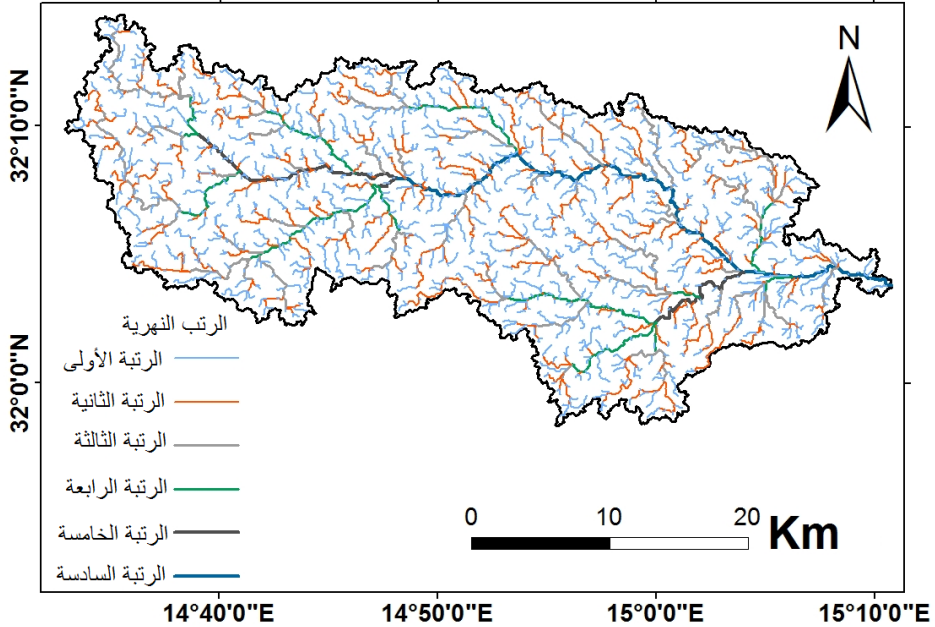 N
32°10'0"N
32°0'0"N
الرتب النهرية
الرتبة الأولى
الرتبة الثانية
الرتبة الثالثة
الرتبة الرابعة
الرتبة الخامسة
الرتبة السادسة
0 10 20 Km
14°40'0"E 14°50'0"E 15°0'0"E 15°10'0"E